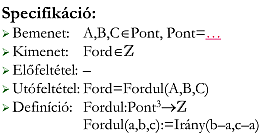 Specifikáció:
➢ Bemenet: A,B,C∈Pont, Pont=...
➢ Kimenet: Ford∈Z
➢ Előfeltétel: –
➢ Utófeltétel: Ford=Fordul(A,B,C)
➢ Definíció: Fordul:Pont³→Z
Fordul(a,b,c):=Irány(b–a,c–a)